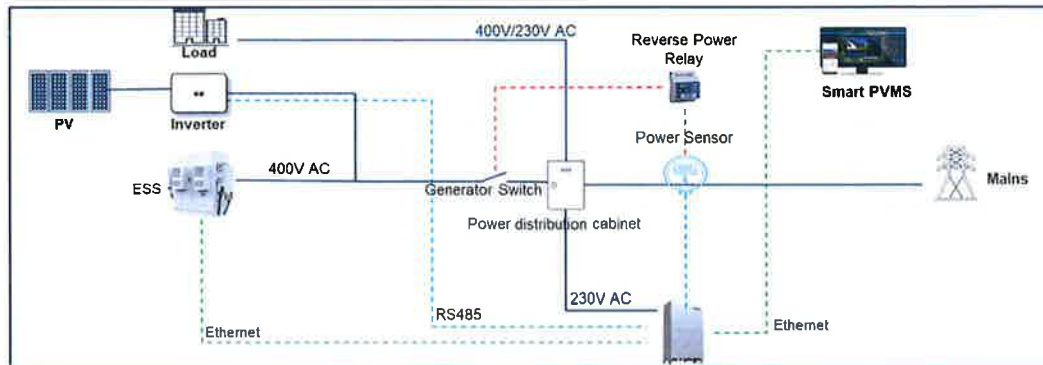 400V/230V AC
Load
Reverse Power
Relay
Smart PVMS
PV
Inverter
Power Sensor
ESS
400V AC
Generator Switch
Mains
Power distribution cabinet
230V AC
RS485
Ethernet
Ethernet